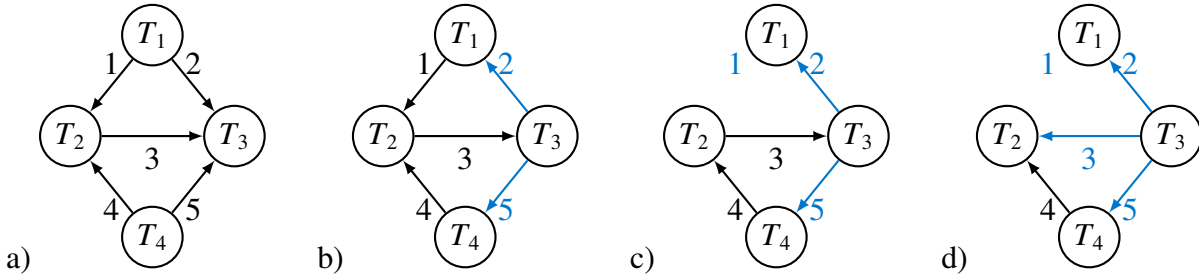 T1 T1 T1 T1
1 2 1 2 1 2 1 2
T2 T3 T2 T3 T2 T3 T2 T3
3 3 3 3
4 5 4 5 4 5 4 5
a) T4 b) T4 c) T4 d) T4